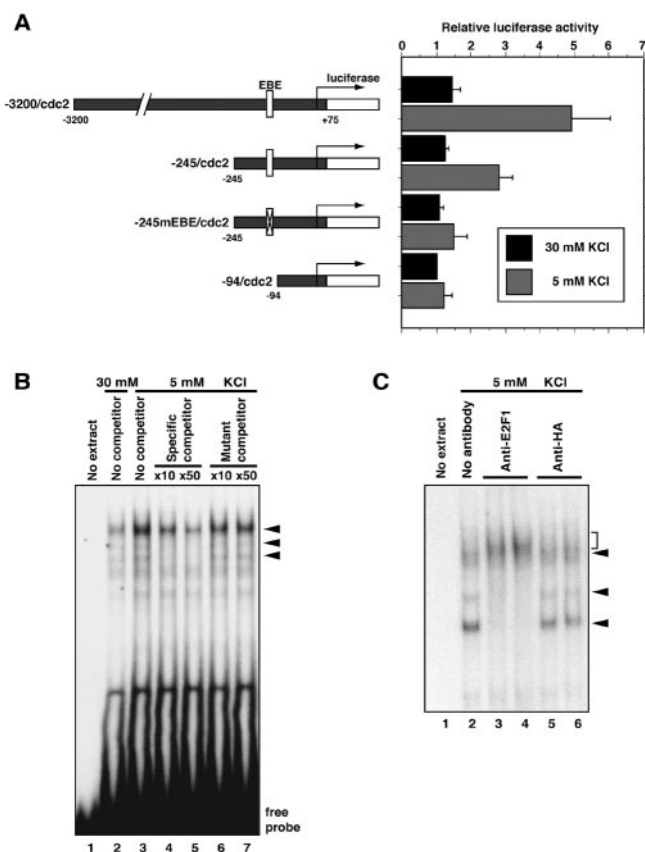 A
Relative luciferase activity
0 1 2 3 4 5 6 7
EBE
luciferase
-3200/cdc2
-3200
+75
-245/cdc2
-245
-245mEBE/cdc2
-245
-94/cdc2
-94
30 mM KCl
5 mM KCl
B
30 mM 5 mM KCl
No extract
No competitor
No competitor
Specific competitor
Mutant competitor
x10 x50 x10 x50
free
probe
1 2 3 4 5 6 7
C
5 mM KCl
No extract
No antibody
Anti-E2F1
Anti-HA
1 2 3 4 5 6